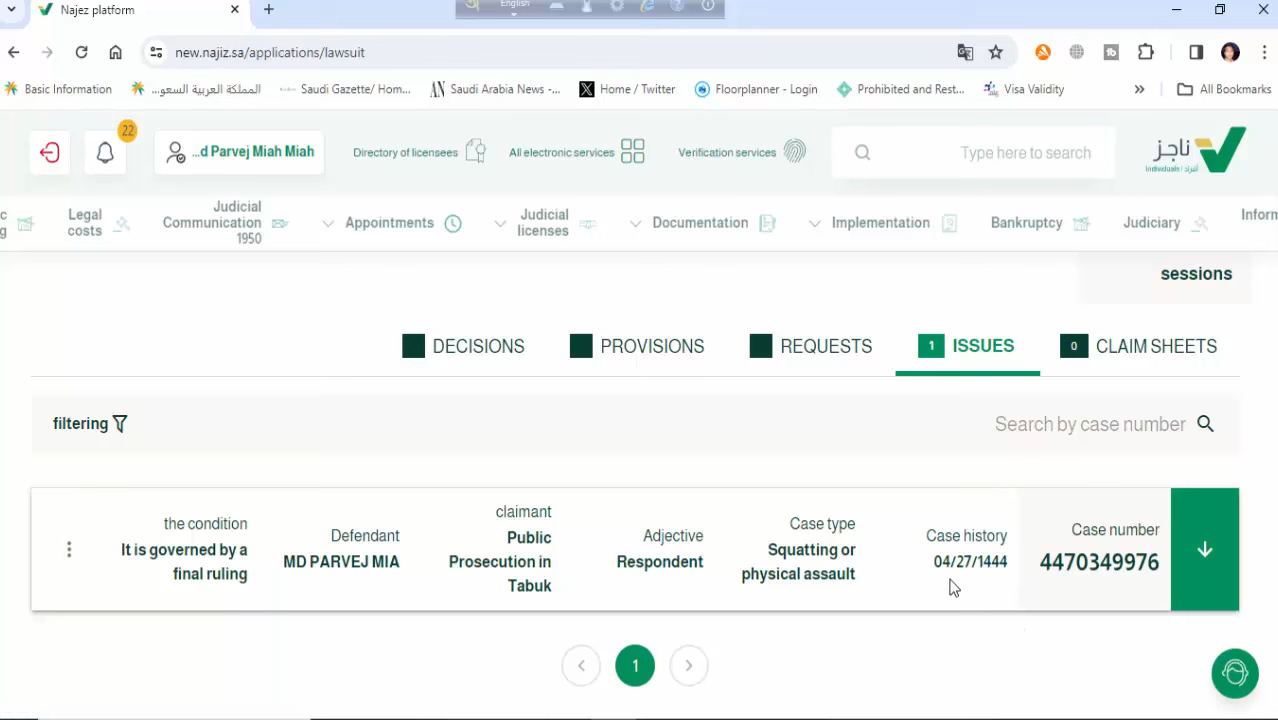 Najez platform
English
new.najiz.sa/applications/lawsuit
Basic Information
المملكة العربية السعو...
Saudi Gazette/ Hom...
Saudi Arabia News -...
Home / Twitter
Floorplanner - Login
Prohibited and Rest...
Visa Validity
All Bookmarks
22
...d Parvej Miah Miah
Directory of licensees
All electronic services
Verification services
Type here to search
ناجز
أفراد | Individuals
c
g
Legal costs
Judicial Communication 1950
Appointments
Judicial licenses
Documentation
Implementation
Bankruptcy
Judiciary
Inform
sessions
DECISIONS
PROVISIONS
REQUESTS
1 ISSUES
0 CLAIM SHEETS
filtering
Search by case number
the condition
It is governed by a
final ruling
Defendant
MD PARVEJ MIA
claimant
Public
Prosecution in
Tabuk
Adjective
Respondent
Case type
Squatting or
physical assault
Case history
04/27/1444
Case number
4470349976
1